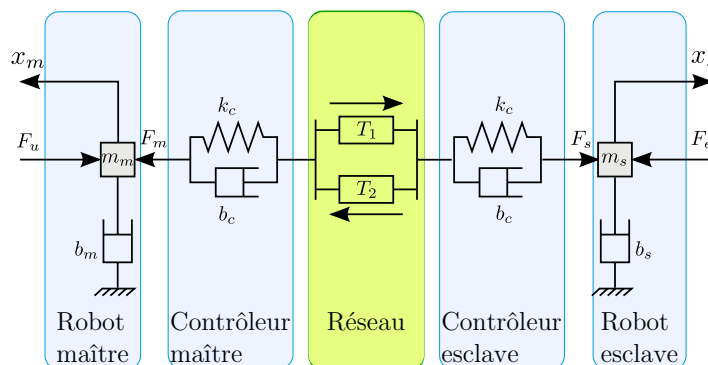 x_m
k_c
k_c
x
T_1
F_u
F_m
F_s
F_e
m_m
m_s
T_2
b_c
b_c
b_m
b_s
Robot
maître
Contrôleur
maître
Réseau
Contrôleur
esclave
Robot
esclave